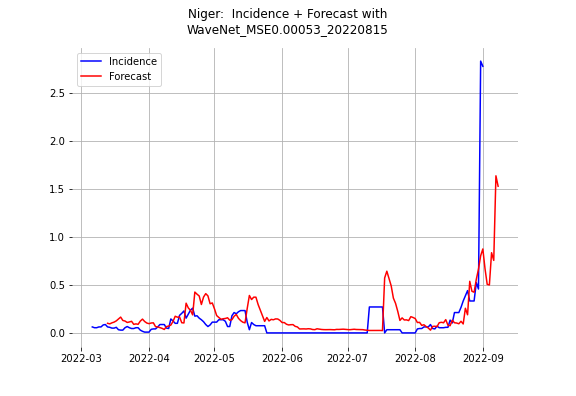 Niger:  Incidence + Forecast with
WaveNet_MSE0.00053_20220815
Incidence
Forecast
2.5
2.0
1.5
1.0
0.5
0.0
2022-03 2022-04 2022-05 2022-06 2022-07 2022-08 2022-09